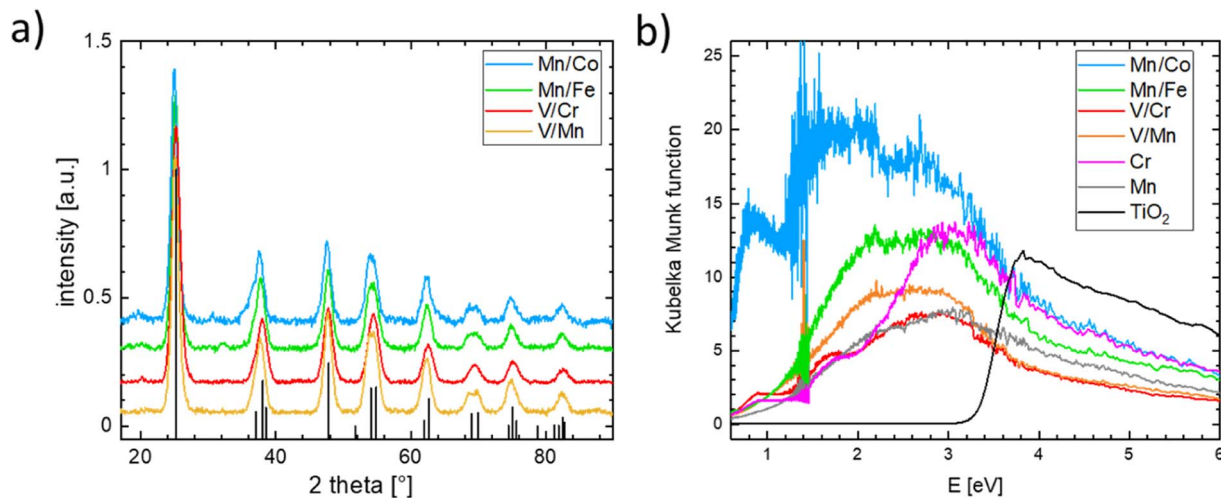 a)
1.5
1
0.5
0
intensity [a.u.]
20
40
60
80
2 theta [°]
Mn/Co
Mn/Fe
V/Cr
V/Mn
b)
26
25
20
15
10
5
0
Kubelka Munk function
1
2
3
4
5
6
E [eV]
Mn/Co
Mn/Fe
V/Cr
V/Mn
Cr
Mn
TiO₂